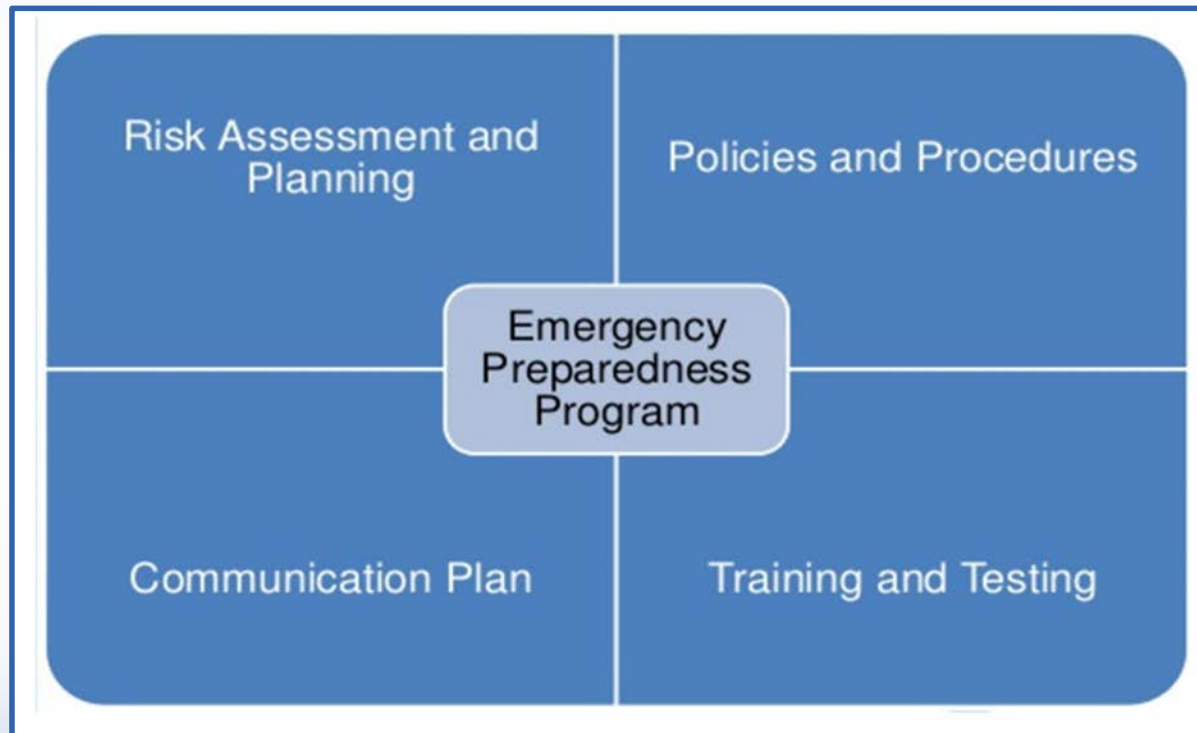 Risk Assessment and
Planning
Policies and Procedures
Emergency
Preparedness
Program
Communication Plan
Training and Testing